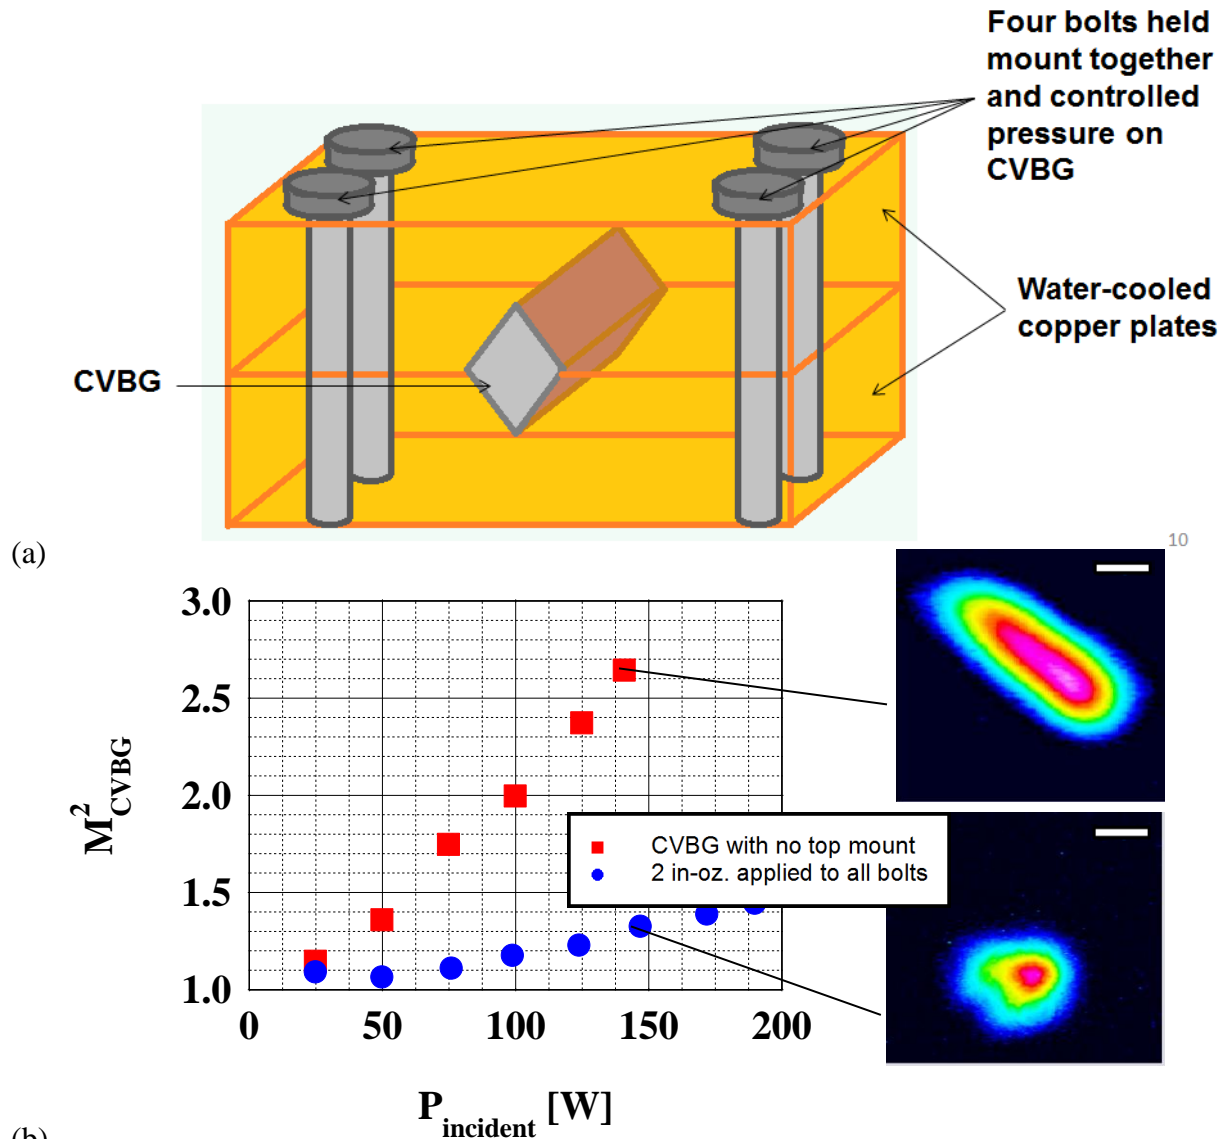 Four bolts held
mount together
and controlled
pressure on
CVBG
Water-cooled
copper plates
CVBG
(a)
10
3.0
2.5
2.0
1.5
1.0
M²CVBG
CVBG with no top mount
2 in-oz. applied to all bolts
0 50 100 150 200
Pincident [W]
(b)